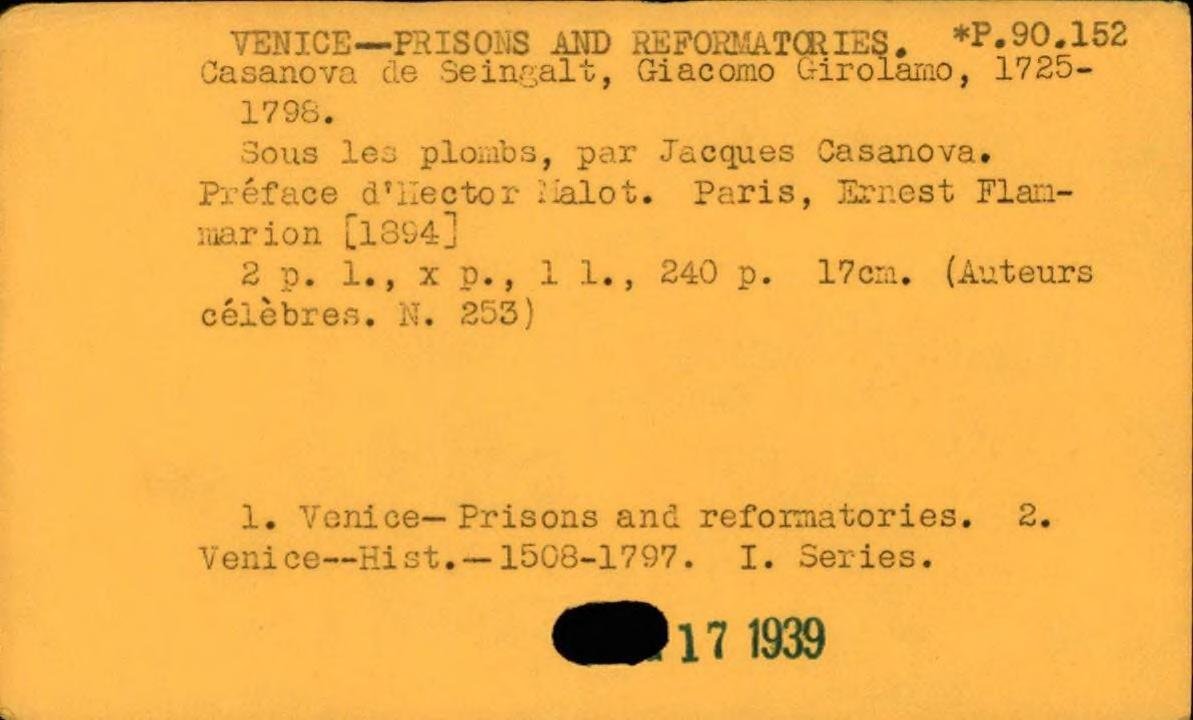 VENICE—PRISONS AND REFORMATORIES. *P.90.152
Casanova de Seingalt, Giacomo Girolamo, 1725-
1798.
Sous les plombs, par Jacques Casanova.
Préface d'Hector Malot. Paris, Ernest Flam-
marion [1894]
2 p. l., x p., 1 l., 240 p. 17cm. (Auteurs
célèbres. N. 253)
1. Venice— Prisons and reformatories. 2.
Venice--Hist.—1508-1797. I. Series.
17 1939